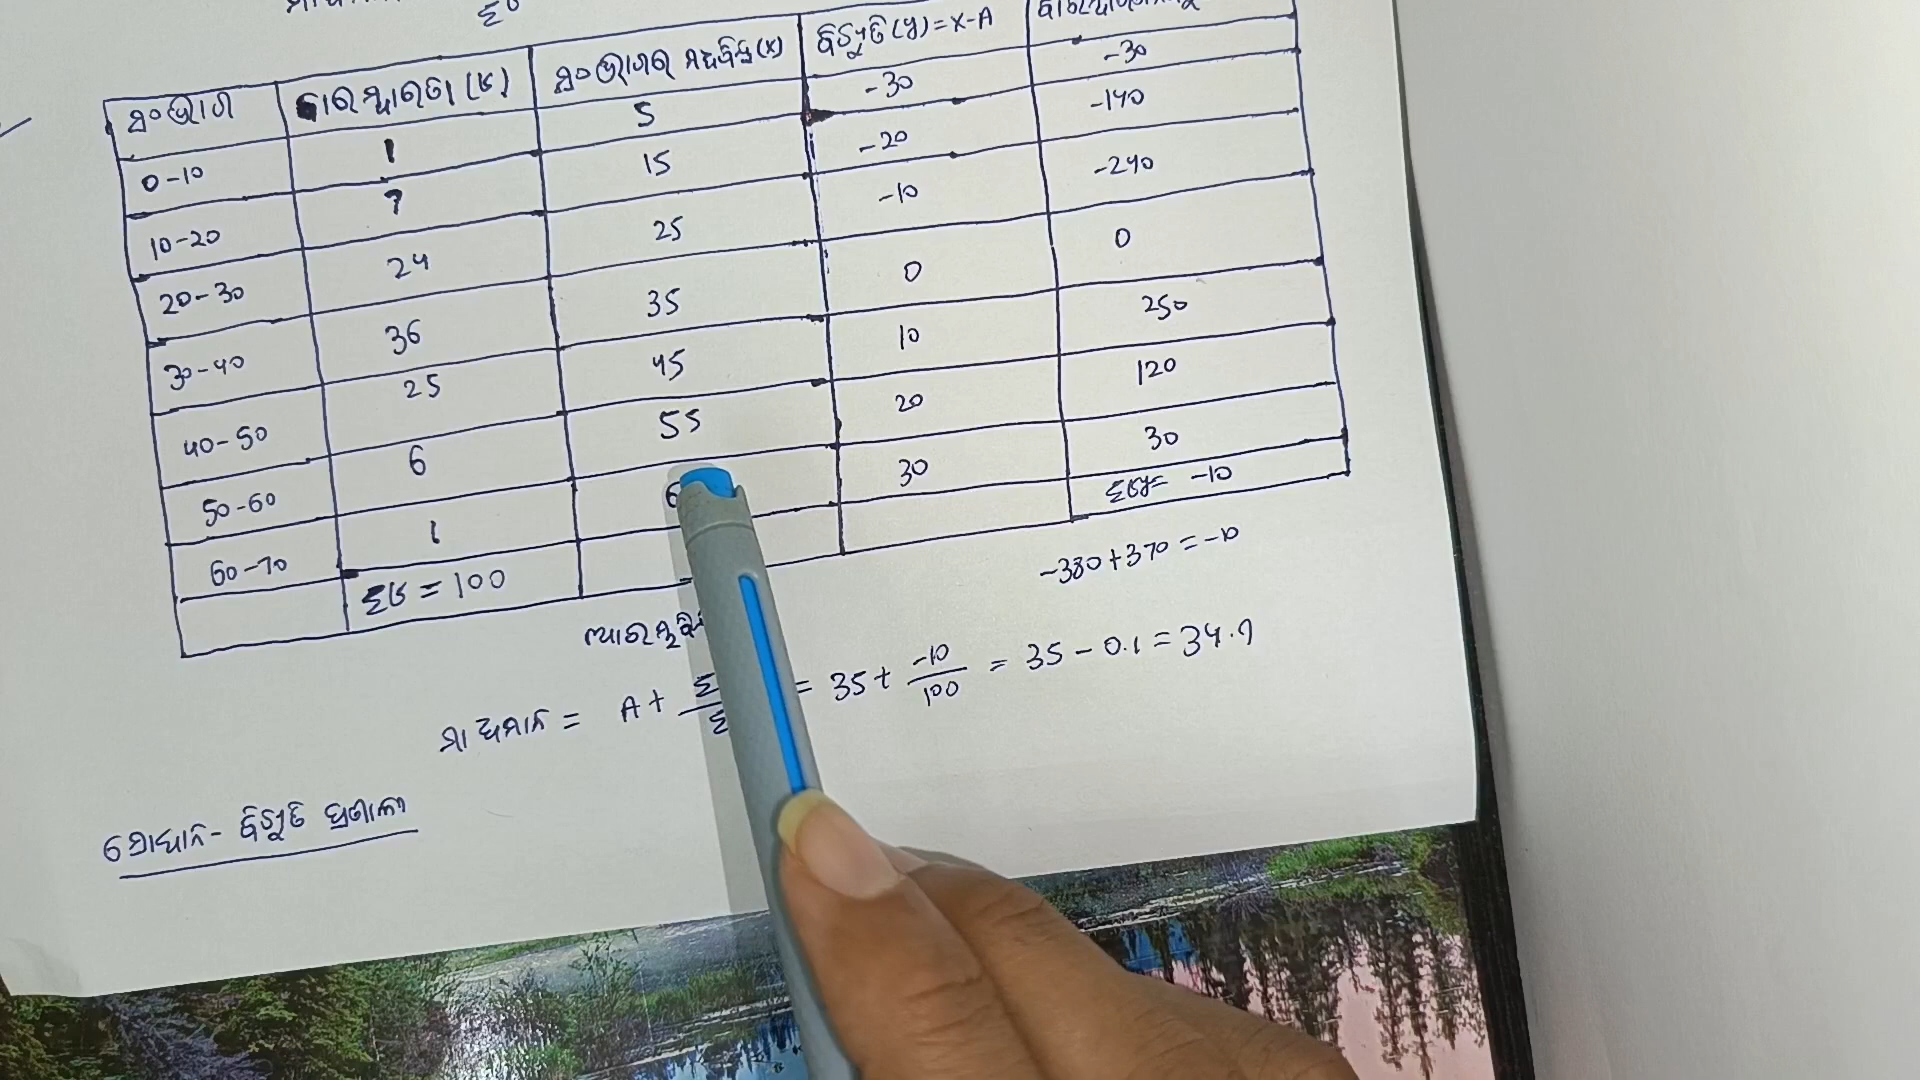 ସଂଭାଗ ବାରମ୍ବାରତା (f) ସଂଭାଗର ମଧ୍ୟବିନ୍ଦୁ (x) ବିଚ୍ୟୁତି (y) = x-A
0-10 1 5 -30 -30
10-20 7 15 -20 -140
20-30 24 25 -10 -240
30-40 36 35 0 0
40-50 25 45 10 250
50-60 6 55 20 120
60-70 1 6 30 30
Σf = 100 Σfy = -10
-380+370 = -10
ମାଧ୍ୟମାନ = A + Σ = 35 + -10/100 = 35 - 0.1 = 34.9
ସୋପାନ - ବିଚ୍ୟୁତି ପ୍ରଣାଳୀ